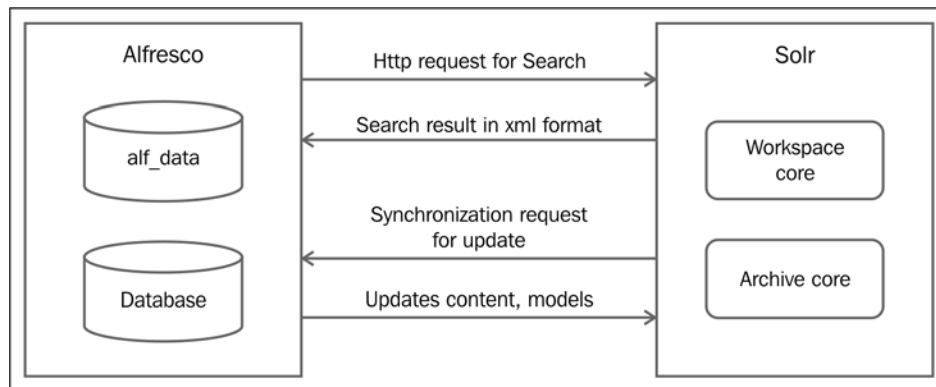 Alfresco
alf_data
Database
Http request for Search
Search result in xml format
Synchronization request
for update
Updates content, models
Solr
Workspace
core
Archive core